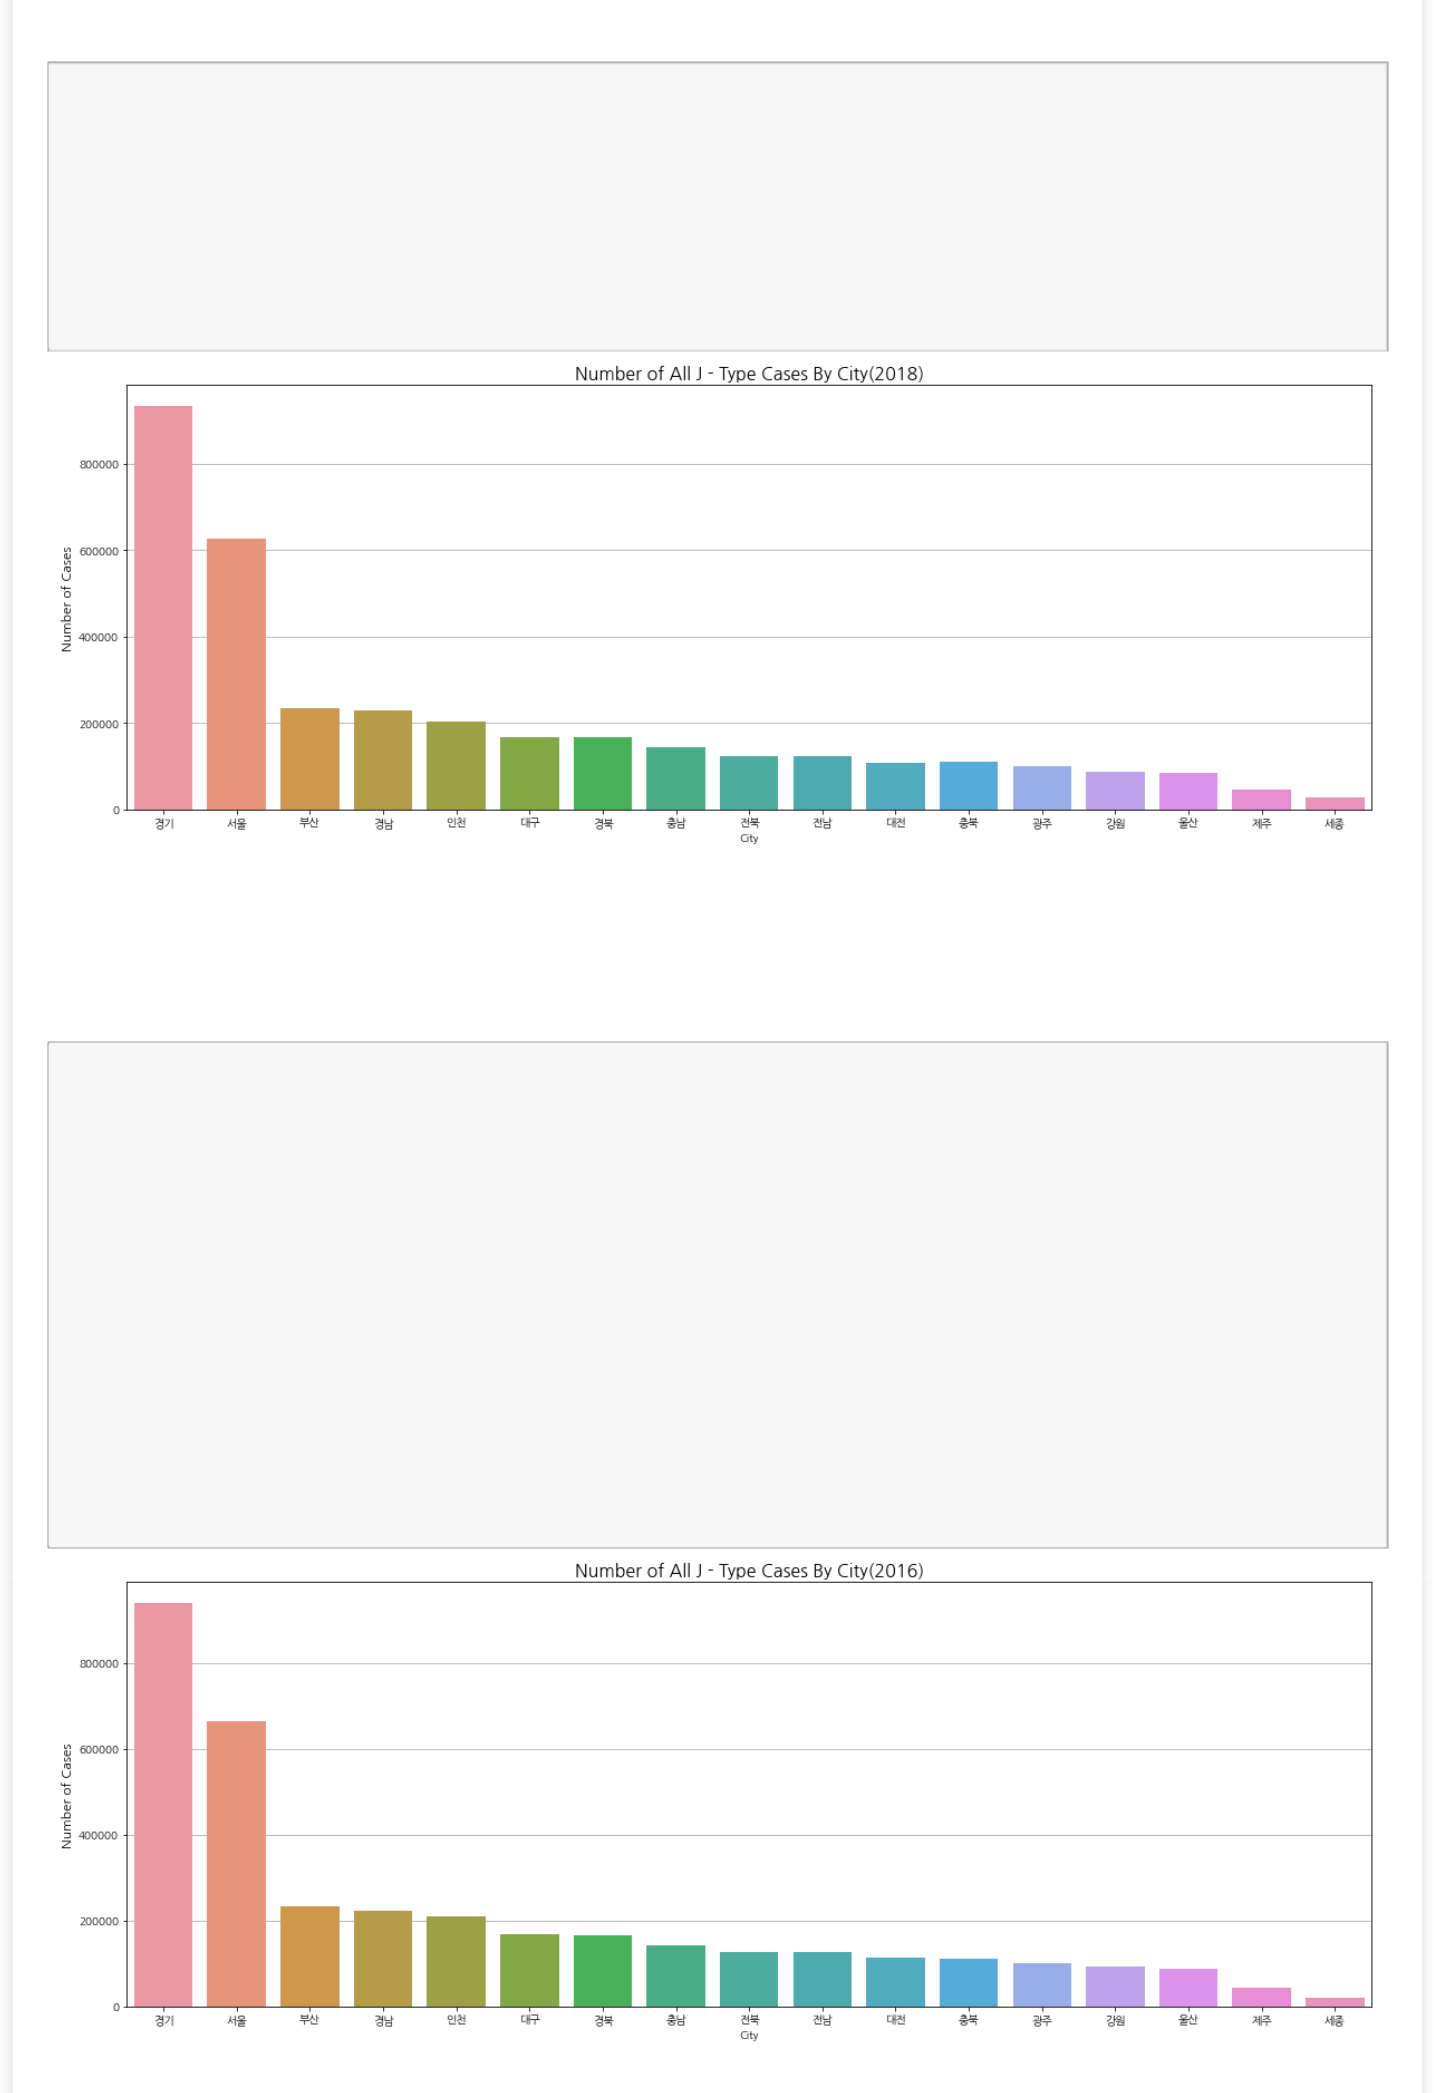 Number of All J - Type Cases By City(2018)
800000
600000
400000
200000
0
Number of Cases
경기 서울 부산 경남 인천 대구 경북 충남 전북 전남 대전 충북 광주 강원 울산 제주 세종
City
Number of All J - Type Cases By City(2016)
800000
600000
400000
200000
0
Number of Cases
경기 서울 부산 경남 인천 대구 경북 충남 전북 전남 대전 충북 광주 강원 울산 제주 세종
City